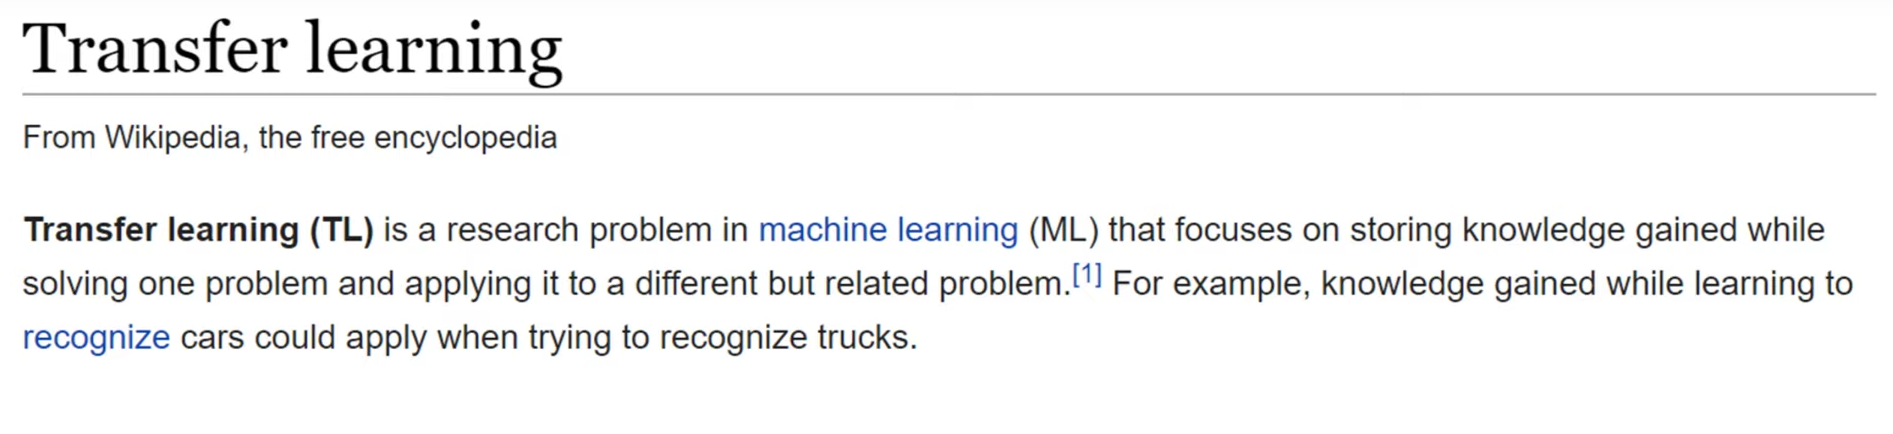 Transfer learning
From Wikipedia, the free encyclopedia
Transfer learning (TL) is a research problem in machine learning (ML) that focuses on storing knowledge gained while
solving one problem and applying it to a different but related problem.[1] For example, knowledge gained while learning to
recognize cars could apply when trying to recognize trucks.